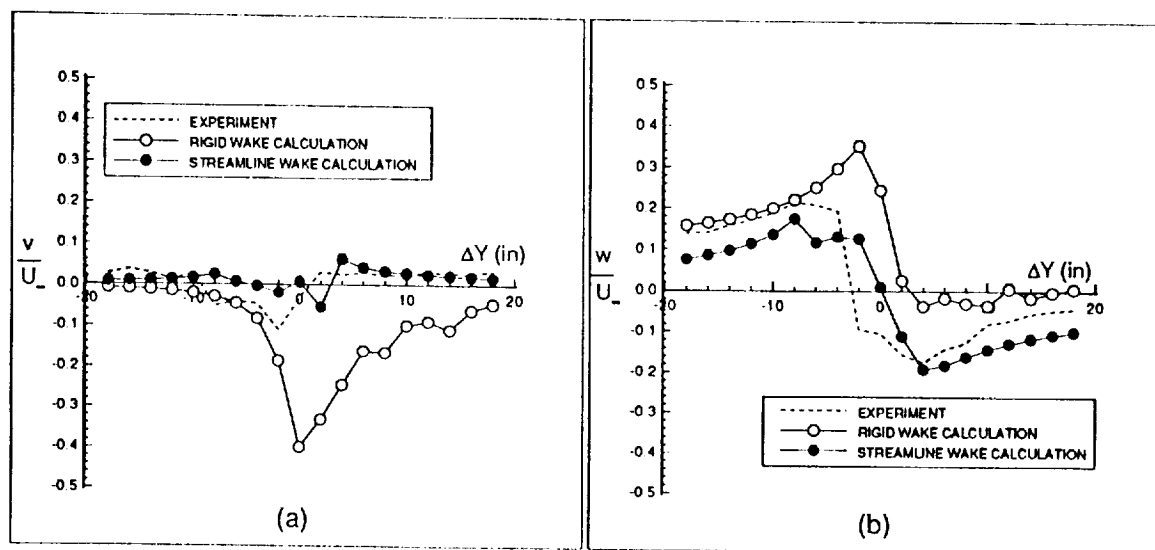 0.5
0.4
0.3
0.2
0.1
0.0
-0.1
-0.2
-0.3
-0.4
-0.5
EXPERIMENT
RIGID WAKE CALCULATION
STREAMLINE WAKE CALCULATION
v
U
ΔY (in)
10
20
(a)
0.5
0.4
0.3
0.2
0.1
0.0
-0.1
-0.2
-0.3
-0.4
-0.5
w
U
ΔY (in)
-20
-10
0
10
20
EXPERIMENT
RIGID WAKE CALCULATION
STREAMLINE WAKE CALCULATION
(b)